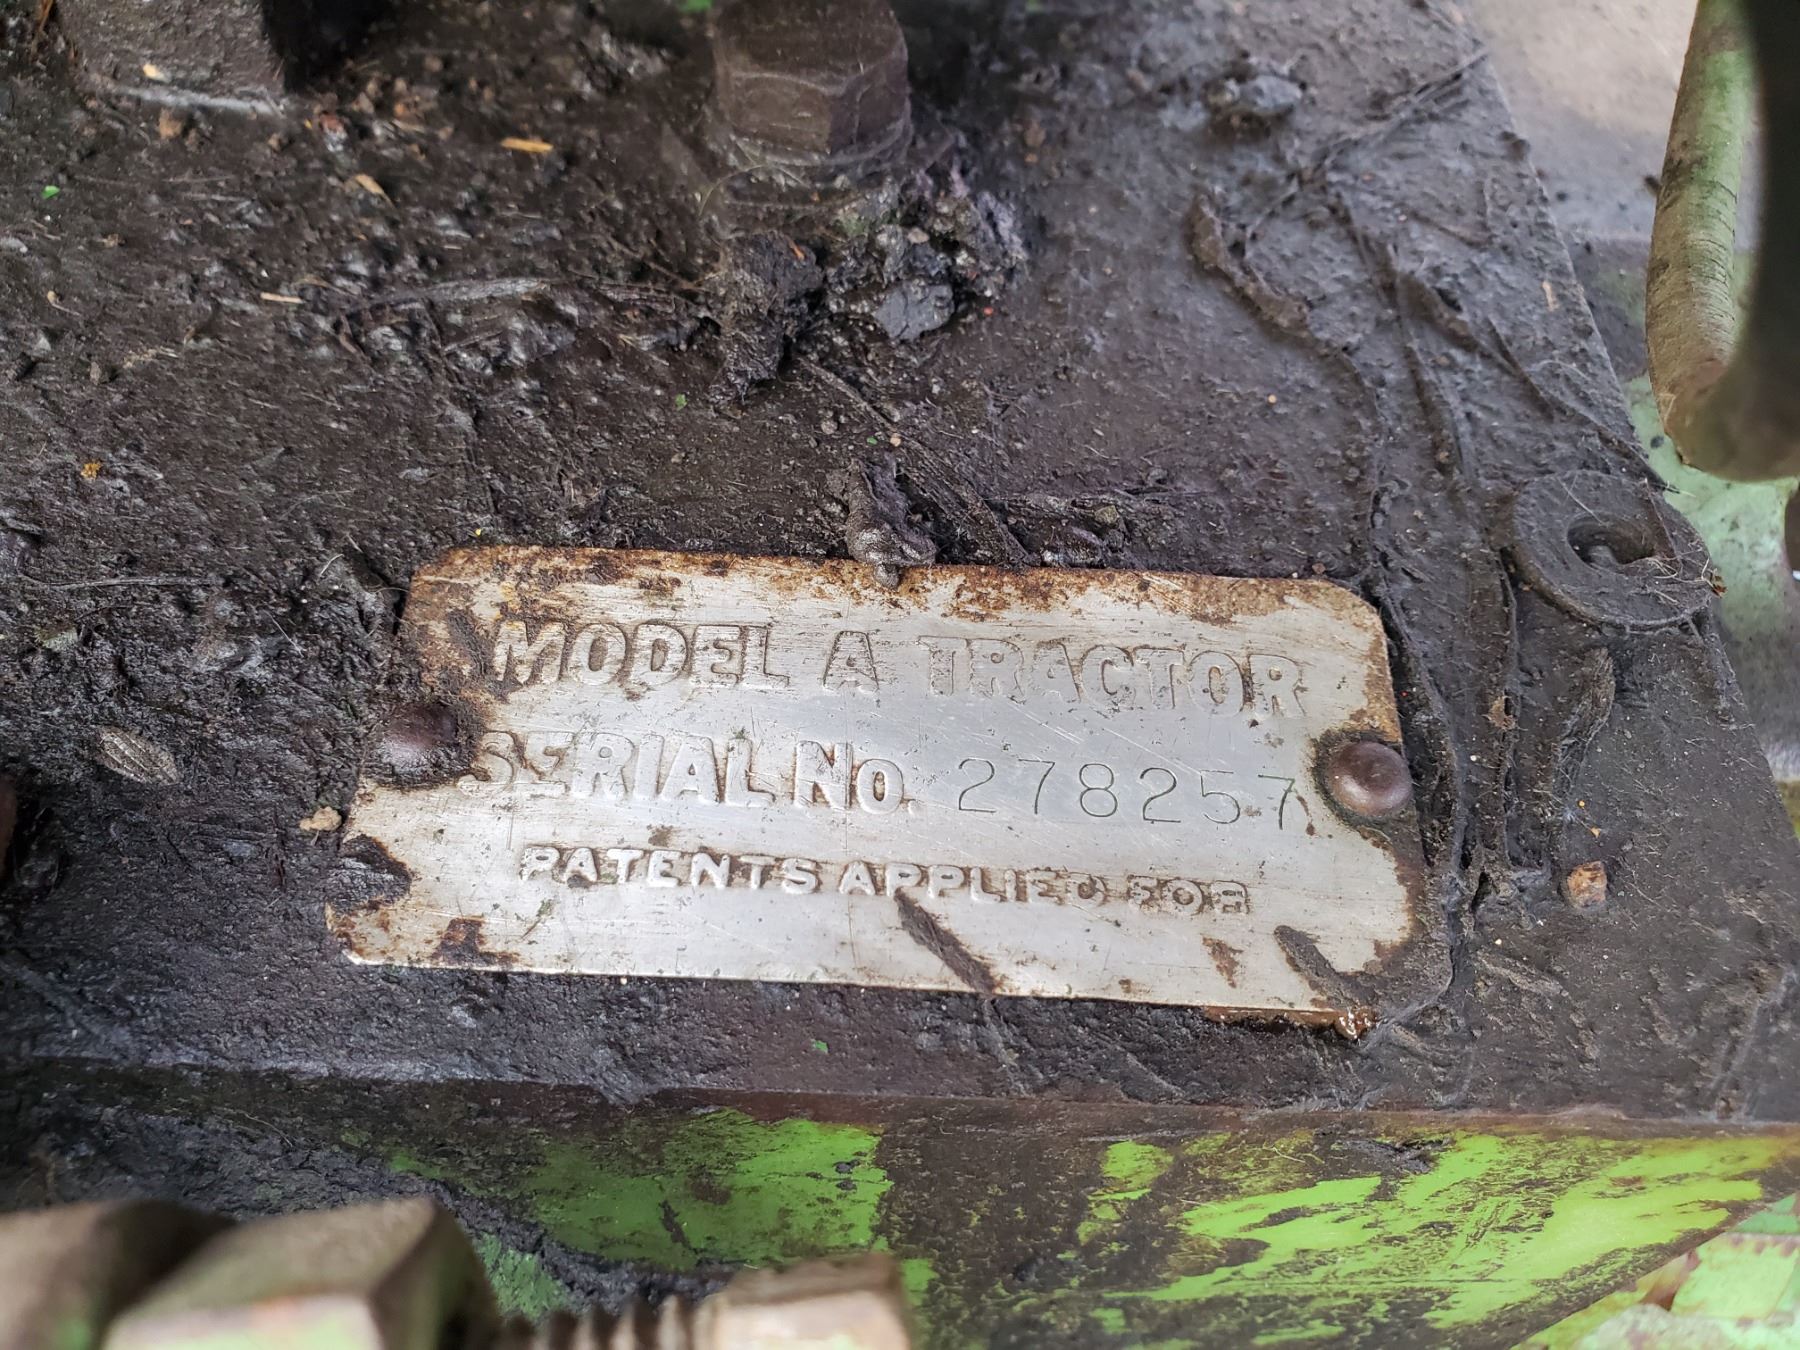 MODEL A TRACTOR
SERIAL NO. 278257
PATENTS APPLIED FOR